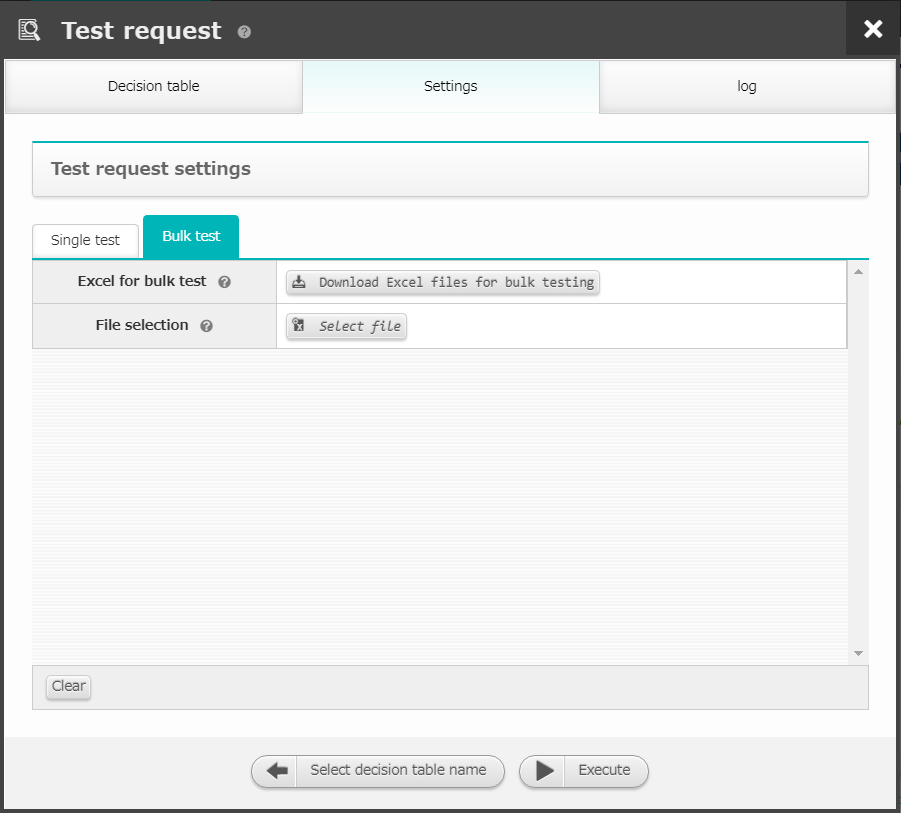 Test request
Decision table
Settings
log
Test request settings
Single test
Bulk test
Excel for bulk test
Download Excel files for bulk testing
File selection
Select file
Clear
Select decision table name
Execute